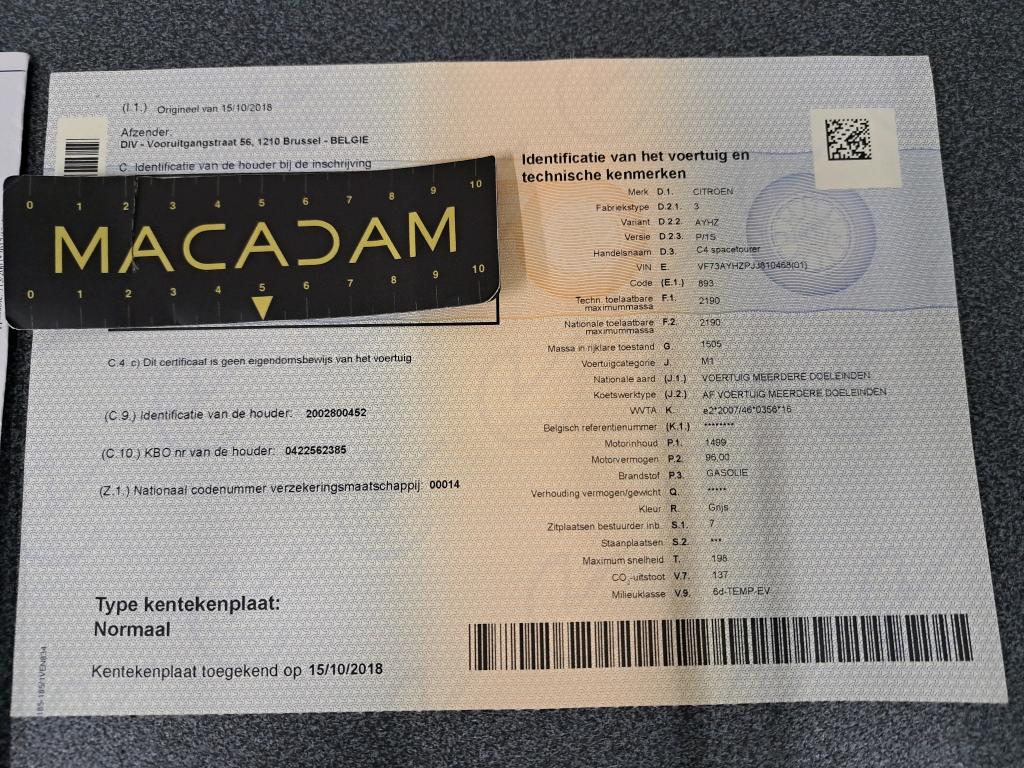 (I.1.) Origineel van 15/10/2018
Afzender:
DIV - Vooruitgangstraat 56, 1210 Brussel - BELGIE
C. Identificatie van de houder bij de inschrijving
0 1 2 3 4 5 6 7 8 9 10
MACADAM
0 1 2 3 4 5 6 7 8 9 10
C.4. c) Dit certificaat is geen eigendomsbewijs van het voertuig
(C.9.) Identificatie van de houder: 2002800452
(C.10.) KBO nr van de houder: 0422562385
(Z.1.) Nationaal codenummer verzekeringsmaatschappij: 00014
Type kentekenplaat:
Normaal
Kentekenplaat toegekend op 15/10/2018
Identificatie van het voertuig en
technische kenmerken
Merk D.1. CITROEN
Fabriekstype D.2.1. 3
Variant D.2.2. AYHZ
Versie D.2.3. P/1S
Handelsnaam D.3. C4 spacetourer
VIN E. VF73AYHZPJJ810468(01)
Code (E.1.) 893
Techn. toelaatbare maximummassa F.1. 2190
Nationale toelaatbare maximummassa F.2. 2190
Massa in rijklare toestand G. 1505
Voertuigcategorie J. M1
Nationale aard (J.1.) VOERTUIG MEERDERE DOELEINDEN
Koetswerktype (J.2.) AF VOERTUIG MEERDERE DOELEINDEN
WVTA K. e2*2007/46*0356*16
Belgisch referentienummer (K.1.) ********
Motorinhoud P.1. 1499
Motorvermogen P.2. 96,00
Brandstof P.3. GASOLIE
Verhouding vermogen/gewicht Q. *****
Kleur R. Grijs
Zitplaatsen bestuurder inb. S.1. 7
Staanplaatsen S.2. ***
Maximum snelheid T. 198
CO2-uitstoot V.7. 137
Milieuklasse V.9. 6d-TEMP-EV